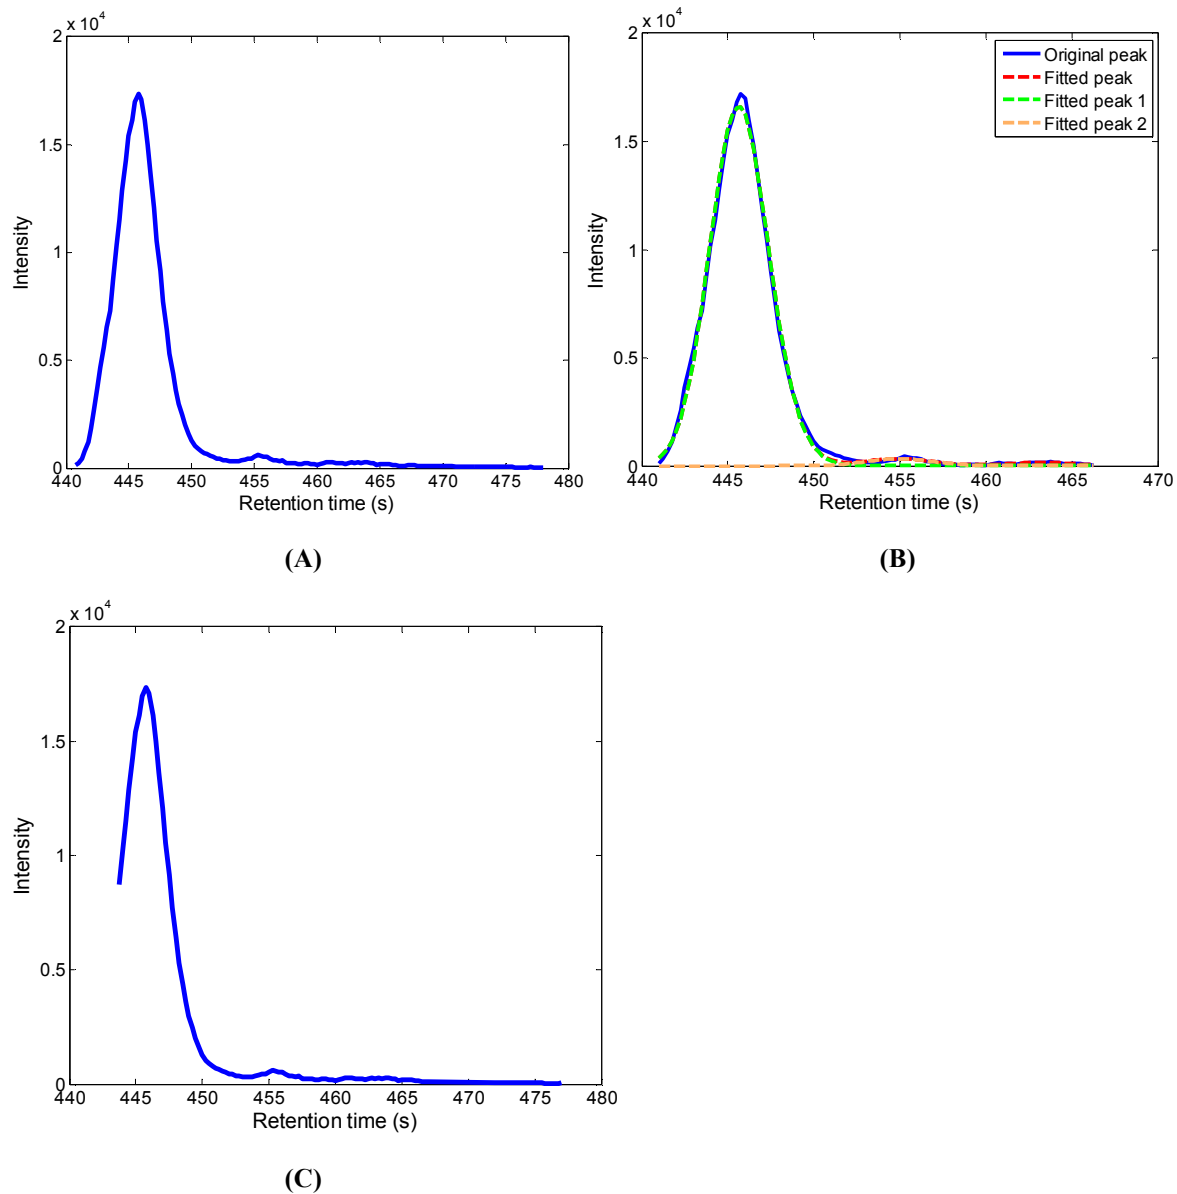 x 10^4
2
1.5
1
0.5
0
440 445 450 455 460 465 470 475 480
Intensity
Retention time (s)
(A)
x 10^4
2
1.5
1
0.5
0
440 445 450 455 460 465 470
Intensity
Retention time (s)
Original peak
Fitted peak
Fitted peak 1
Fitted peak 2
(B)
x 10^4
2
1.5
1
0.5
0
440 445 450 455 460 465 470 475 480
Intensity
Retention time (s)
(C)